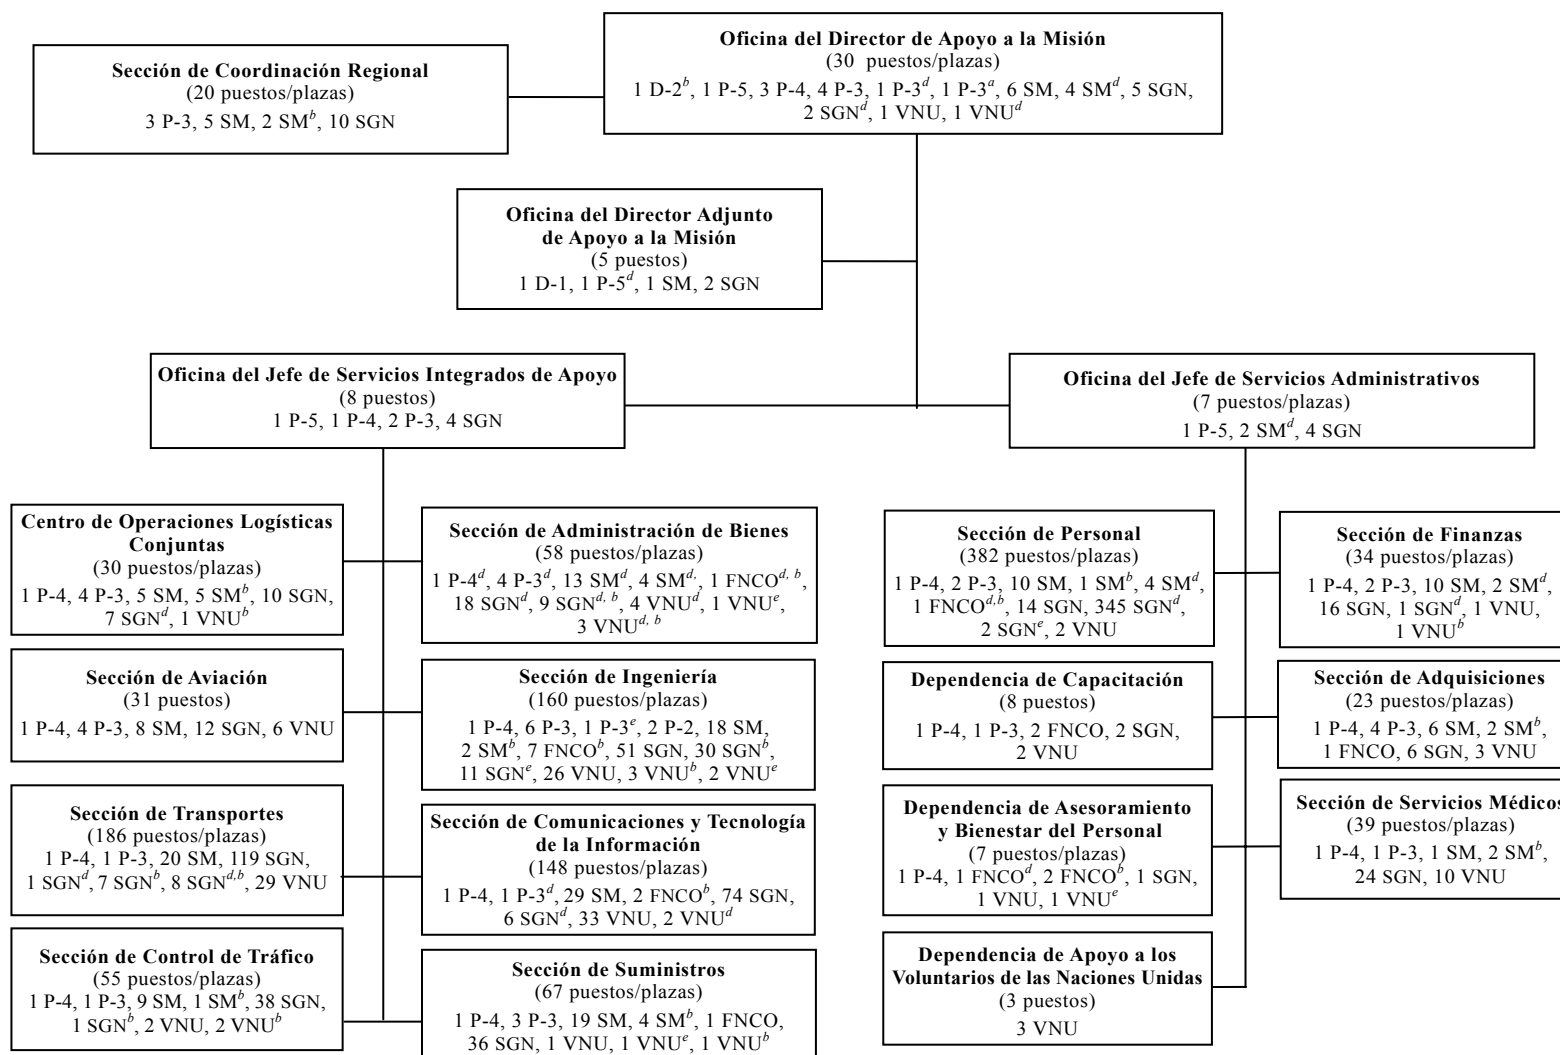 Oficina del Director de Apoyo a la Misión
(30 puestos/plazas)
1 D-2b, 1 P-5, 3 P-4, 4 P-3, 1 P-3d, 1 P-3a, 6 SM, 4 SMd, 5 SGN,
2 SGNd, 1 VNU, 1 VNUd
Sección de Coordinación Regional
(20 puestos/plazas)
3 P-3, 5 SM, 2 SMb, 10 SGN
Oficina del Director Adjunto
de Apoyo a la Misión
(5 puestos)
1 D-1, 1 P-5d, 1 SM, 2 SGN
Oficina del Jefe de Servicios Integrados de Apoyo
(8 puestos)
1 P-5, 1 P-4, 2 P-3, 4 SGN
Oficina del Jefe de Servicios Administrativos
(7 puestos/plazas)
1 P-5, 2 SMd, 4 SGN
Centro de Operaciones Logísticas
Conjuntas
(30 puestos/plazas)
1 P-4, 4 P-3, 5 SM, 5 SMb, 10 SGN,
7 SGNd, 1 VNUb
Sección de Administración de Bienes
(58 puestos/plazas)
1 P-4d, 4 P-3d, 13 SMd, 4 SMd, 1 FNCOd, b,
18 SGNd, 9 SGNd, b, 4 VNUd, 1 VNUe,
3 VNUd, b
Sección de Personal
(382 puestos/plazas)
1 P-4, 2 P-3, 10 SM, 1 SMb, 4 SMd,
1 FNCOd,b, 14 SGN, 345 SGNd,
2 SGNe, 2 VNU
Sección de Finanzas
(34 puestos/plazas)
1 P-4, 2 P-3, 10 SM, 2 SMd,
16 SGN, 1 SGNd, 1 VNU,
1 VNUb
Sección de Aviación
(31 puestos)
1 P-4, 4 P-3, 8 SM, 12 SGN, 6 VNU
Sección de Ingeniería
(160 puestos/plazas)
1 P-4, 6 P-3, 1 P-3e, 2 P-2, 18 SM,
2 SMb, 7 FNCOb, 51 SGN, 30 SGNb,
11 SGNe, 26 VNU, 3 VNUb, 2 VNUe
Dependencia de Capacitación
(8 puestos)
1 P-4, 1 P-3, 2 FNCO, 2 SGN,
2 VNU
Sección de Adquisiciones
(23 puestos/plazas)
1 P-4, 4 P-3, 6 SM, 2 SMb,
1 FNCO, 6 SGN, 3 VNU
Sección de Transportes
(186 puestos/plazas)
1 P-4, 1 P-3, 20 SM, 119 SGN,
1 SGNd, 7 SGNb, 8 SGNd,b, 29 VNU
Sección de Comunicaciones y Tecnología
de la Información
(148 puestos/plazas)
1 P-4, 1 P-3d, 29 SM, 2 FNCOb, 74 SGN,
6 SGNd, 33 VNU, 2 VNUd
Dependencia de Asesoramiento
y Bienestar del Personal
(7 puestos/plazas)
1 P-4, 1 FNCOd, 2 FNCOb, 1 SGN,
1 VNU, 1 VNUe
Sección de Servicios Médicos
(39 puestos/plazas)
1 P-4, 1 P-3, 1 SM, 2 SMb,
24 SGN, 10 VNU
Sección de Control de Tráfico
(55 puestos/plazas)
1 P-4, 1 P-3, 9 SM, 1 SMb, 38 SGN,
1 SGNb, 2 VNU, 2 VNUb
Sección de Suministros
(67 puestos/plazas)
1 P-4, 3 P-3, 19 SM, 4 SMb, 1 FNCO,
36 SGN, 1 VNU, 1 VNUe, 1 VNUb
Dependencia de Apoyo a los
Voluntarios de las Naciones Unidas
(3 puestos)
3 VNU